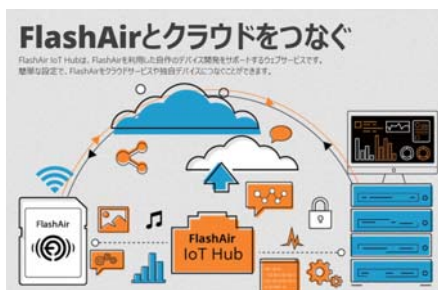 FlashAirとクラウドをつなぐ
FlashAir IoT Hubは、FlashAirを利用した自作のデバイス開発をサポートするウェブサービスです。
簡単な設定で、FlashAirをクラウドサービスや独自デバイスにつなぐことができます。
FlashAir
FlashAir
IoT Hub